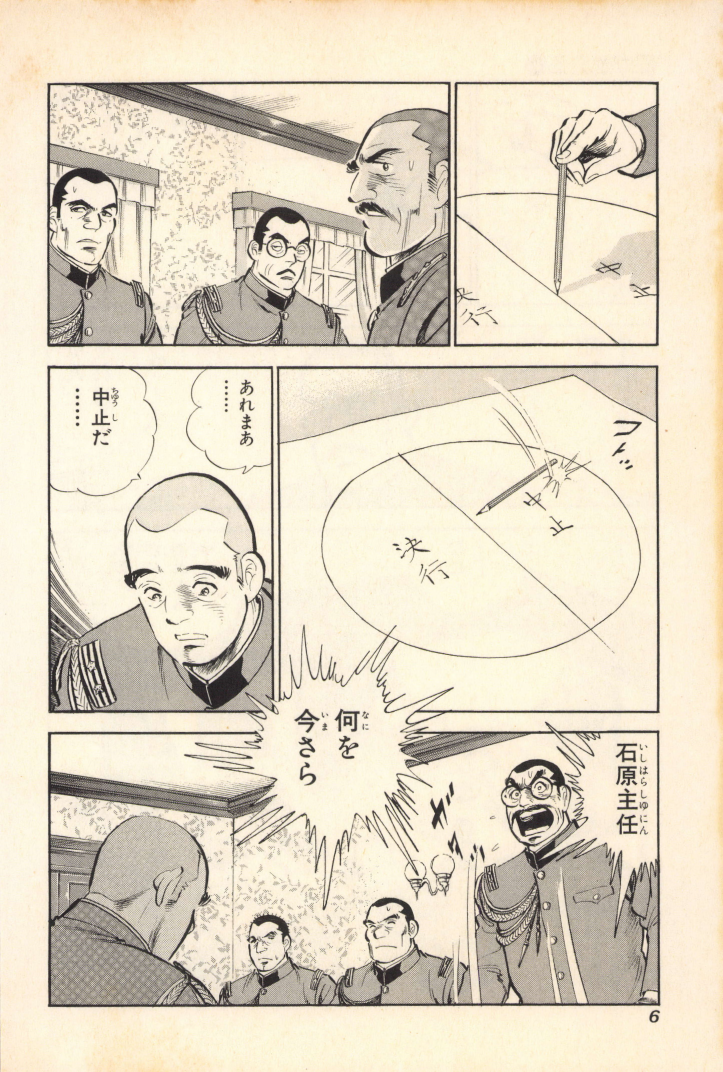 決行
中止
コトッ
中止
決行
あれまあ
……
中止だ
……
ガタ
石原主任
何を
今さら
6